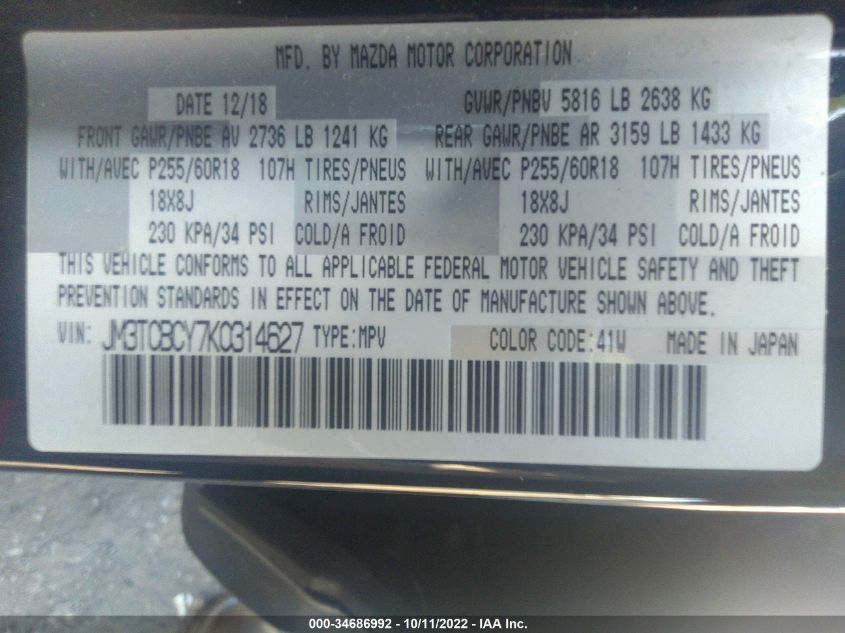 MFD. BY MAZDA MOTOR CORPORATION
DATE 12/18 GVWR/PNBV 5816 LB 2638 KG
FRONT GAWR/PNBE AV 2736 LB 1241 KG REAR GAWR/PNBE AR 3159 LB 1433 KG
WITH/AVEC P255/60R18 107H TIRES/PNEUS WITH/AVEC P255/60R18 107H TIRES/PNEUS
18X8J RIMS/JANTES 18X8J RIMS/JANTES
230 KPA/34 PSI COLD/A FROID 230 KPA/34 PSI COLD/A FROID
THIS VEHICLE CONFORMS TO ALL APPLICABLE FEDERAL MOTOR VEHICLE SAFETY AND THEFT
PREVENTION STANDARDS IN EFFECT ON THE DATE OF MANUFACTURE SHOWN ABOVE.
VIN: JM3TCBCY7K0314627 TYPE:MPV COLOR CODE:41W MADE IN JAPAN
000-34686992 - 10/11/2022 - IAA Inc.